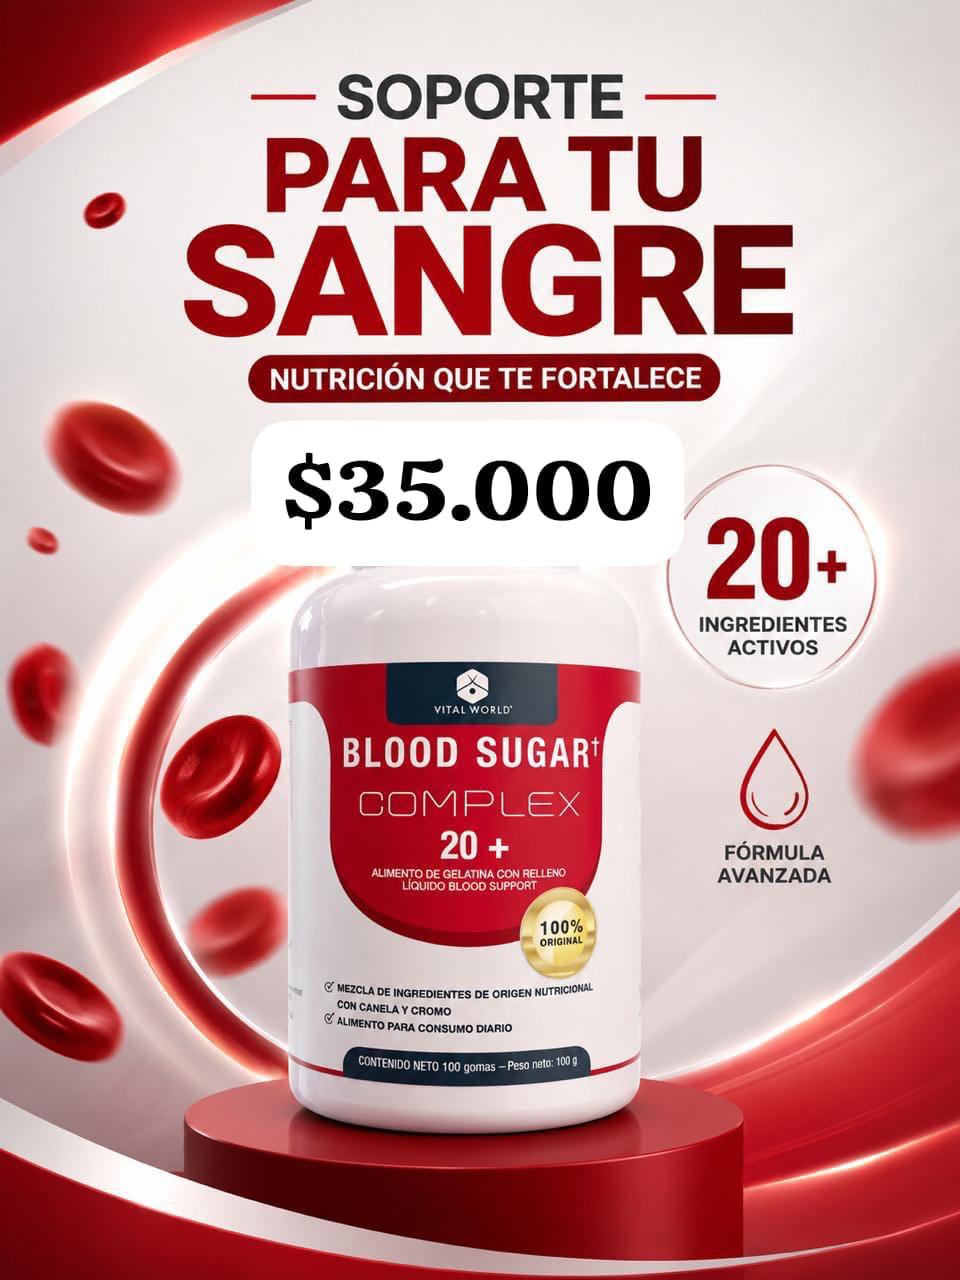 SOPORTE
PARA TU
SANGRE
NUTRICIÓN QUE TE FORTALECE
$35.000
20+
INGREDIENTES
ACTIVOS
VITAL WORLD
BLOOD SUGAR†
COMPLEX
20 +
ALIMENTO DE GELATINA CON RELLENO
LÍQUIDO BLOOD SUPPORT
100%
ORIGINAL
MEZCLA DE INGREDIENTES DE ORIGEN NUTRICIONAL
CON CANELA Y CROMO
ALIMENTO PARA CONSUMO DIARIO
CONTENIDO NETO 100 gomas – Peso neto: 100 g
FÓRMULA
AVANZADA